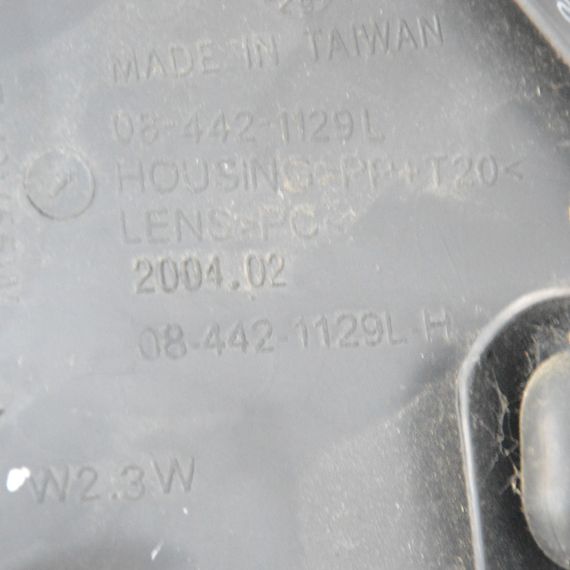 MADE IN TAIWAN
08-442-1129L
HOUSING>PP+T20<
LENS>PC<
2004.02
08-442-1129L-H
W2.3W